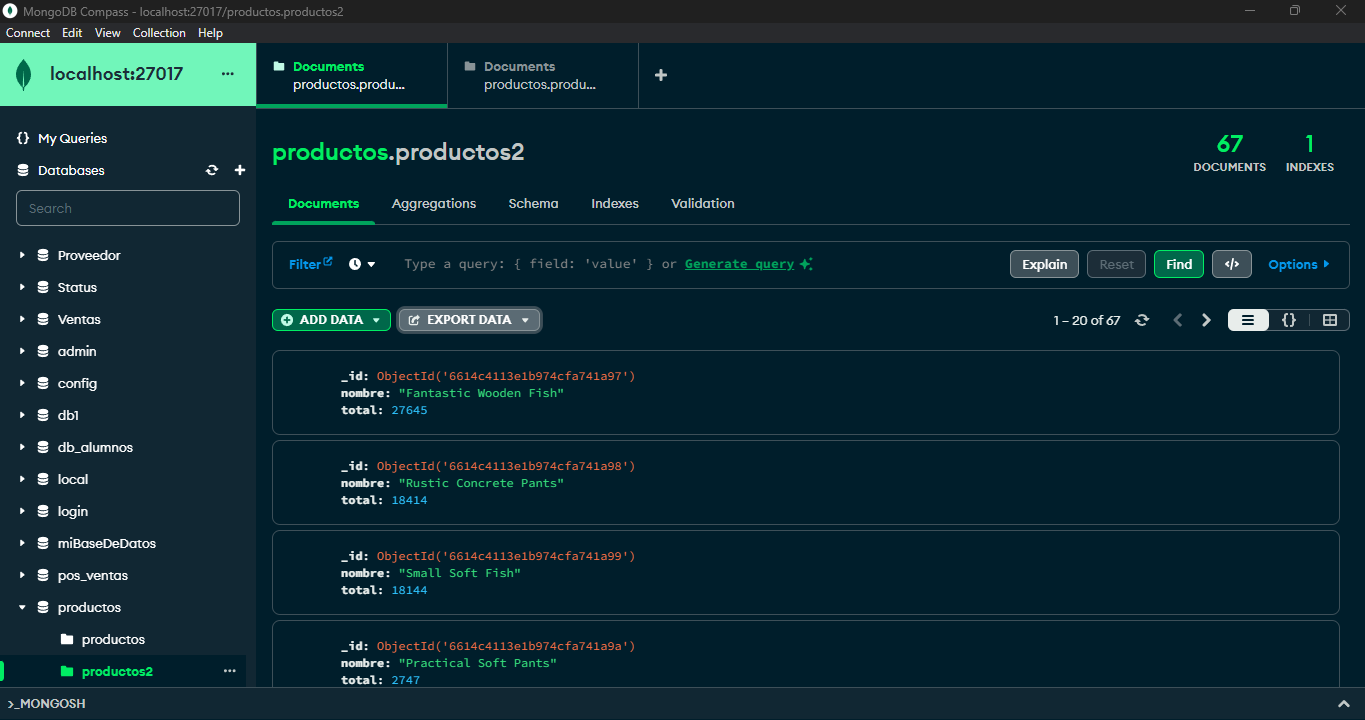 MongoDB Compass - localhost:27017/productos.productos2
Connect Edit View Collection Help
localhost:27017 ...
My Queries
Databases
Search
Proveedor
Status
Ventas
admin
config
db1
db_alumnos
local
login
miBaseDeDatos
pos_ventas
productos
productos
productos2 ...
Documents
productos.produ...
Documents
productos.produ...
productos.productos2
67
DOCUMENTS
1
INDEXES
Documents Aggregations Schema Indexes Validation
Filter Type a query: { field: 'value' } or Generate query Explain Reset Find </> Options
ADD DATA EXPORT DATA 1 – 20 of 67 {}
_id: ObjectId('6614c4113e1b974cfa741a97')
nombre: "Fantastic Wooden Fish"
total: 27645
_id: ObjectId('6614c4113e1b974cfa741a98')
nombre: "Rustic Concrete Pants"
total: 18414
_id: ObjectId('6614c4113e1b974cfa741a99')
nombre: "Small Soft Fish"
total: 18144
_id: ObjectId('6614c4113e1b974cfa741a9a')
nombre: "Practical Soft Pants"
total: 2747
>_MONGOSH